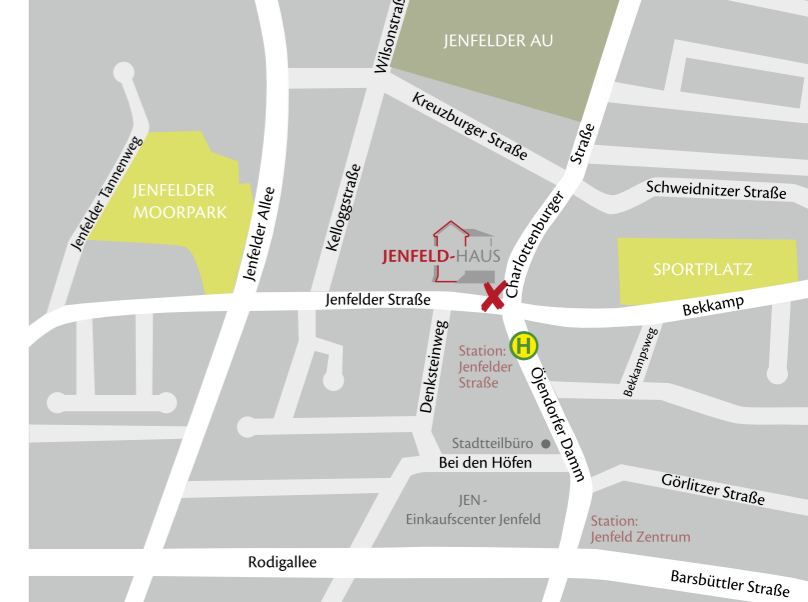 JENFELDER AU
Wilsonstraß
Kreuzburger Straße
Charlottenburger Straße
Schweidnitzer Straße
Jenfelder Tannenweg
JENFELDER
MOORPARK
Jenfelder Allee
Kelloggstraße
JENFELD-HAUS
SPORTPLATZ
Jenfelder Straße
Bekkamp
Denksteinweg
Station:
Jenfelder
Straße
H
Bekkampsweg
Öjendorfer Damm
Stadtteilbüro
Bei den Höfen
Görlitzer Straße
JEN -
Einkaufscenter Jenfeld
Station:
Jenfeld Zentrum
Rodigallee
Barsbüttler Straße